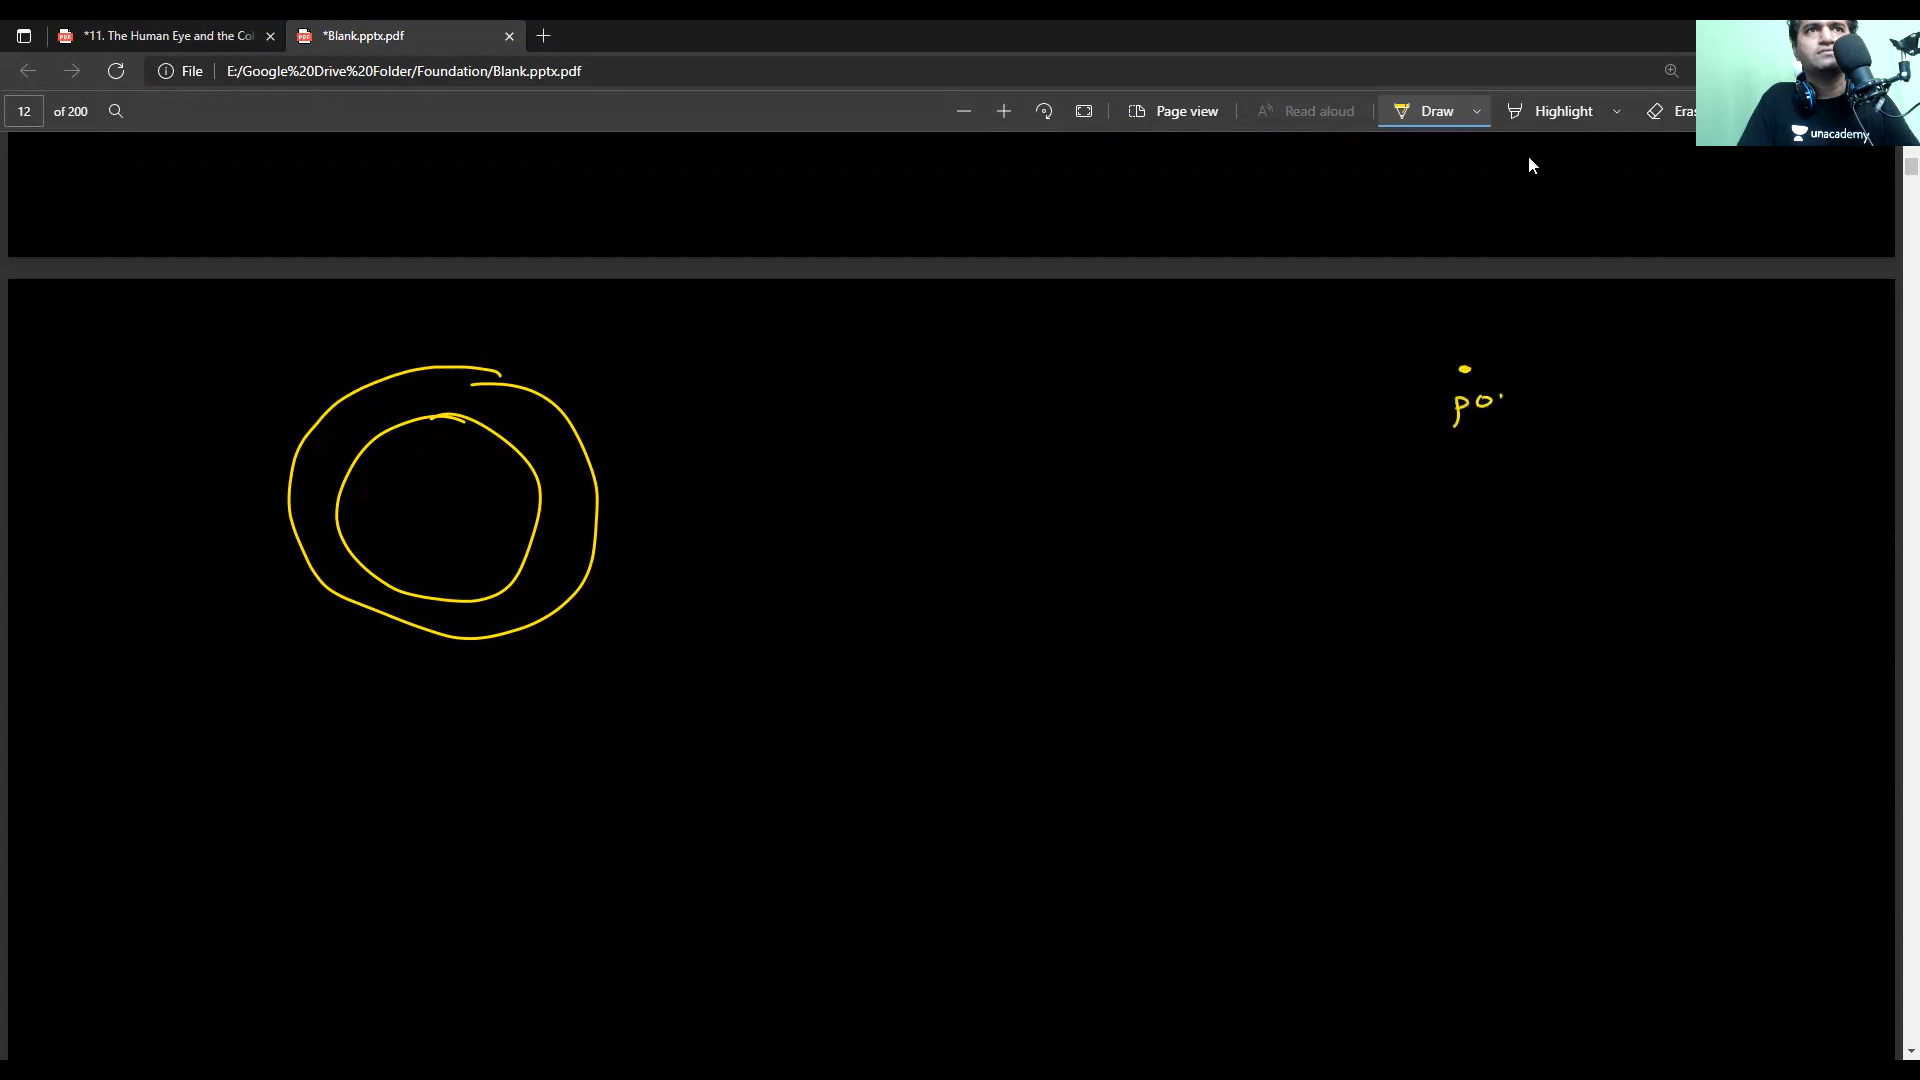 *11. The Human Eye and the Col
*Blank.pptx.pdf
File
E:/Google%20Drive%20Folder/Foundation/Blank.pptx.pdf
12 of 200
Page view
Read aloud
Draw
Highlight
Eras
unacademy
po